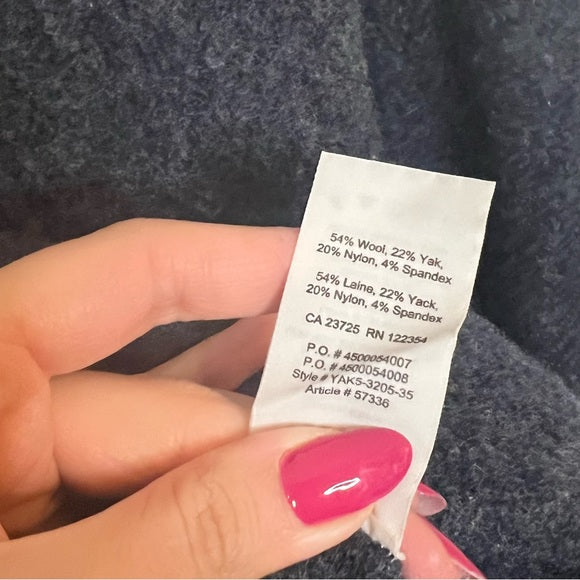 54% Wool, 22% Yak,
20% Nylon, 4% Spandex
54% Laine, 22% Yack,
20% Nylon, 4% Spandex
CA 23725 RN 122354
P.O. # 4500054007
P.O. # 4500054008
Style # YAK5-3205-35
Article # 57336